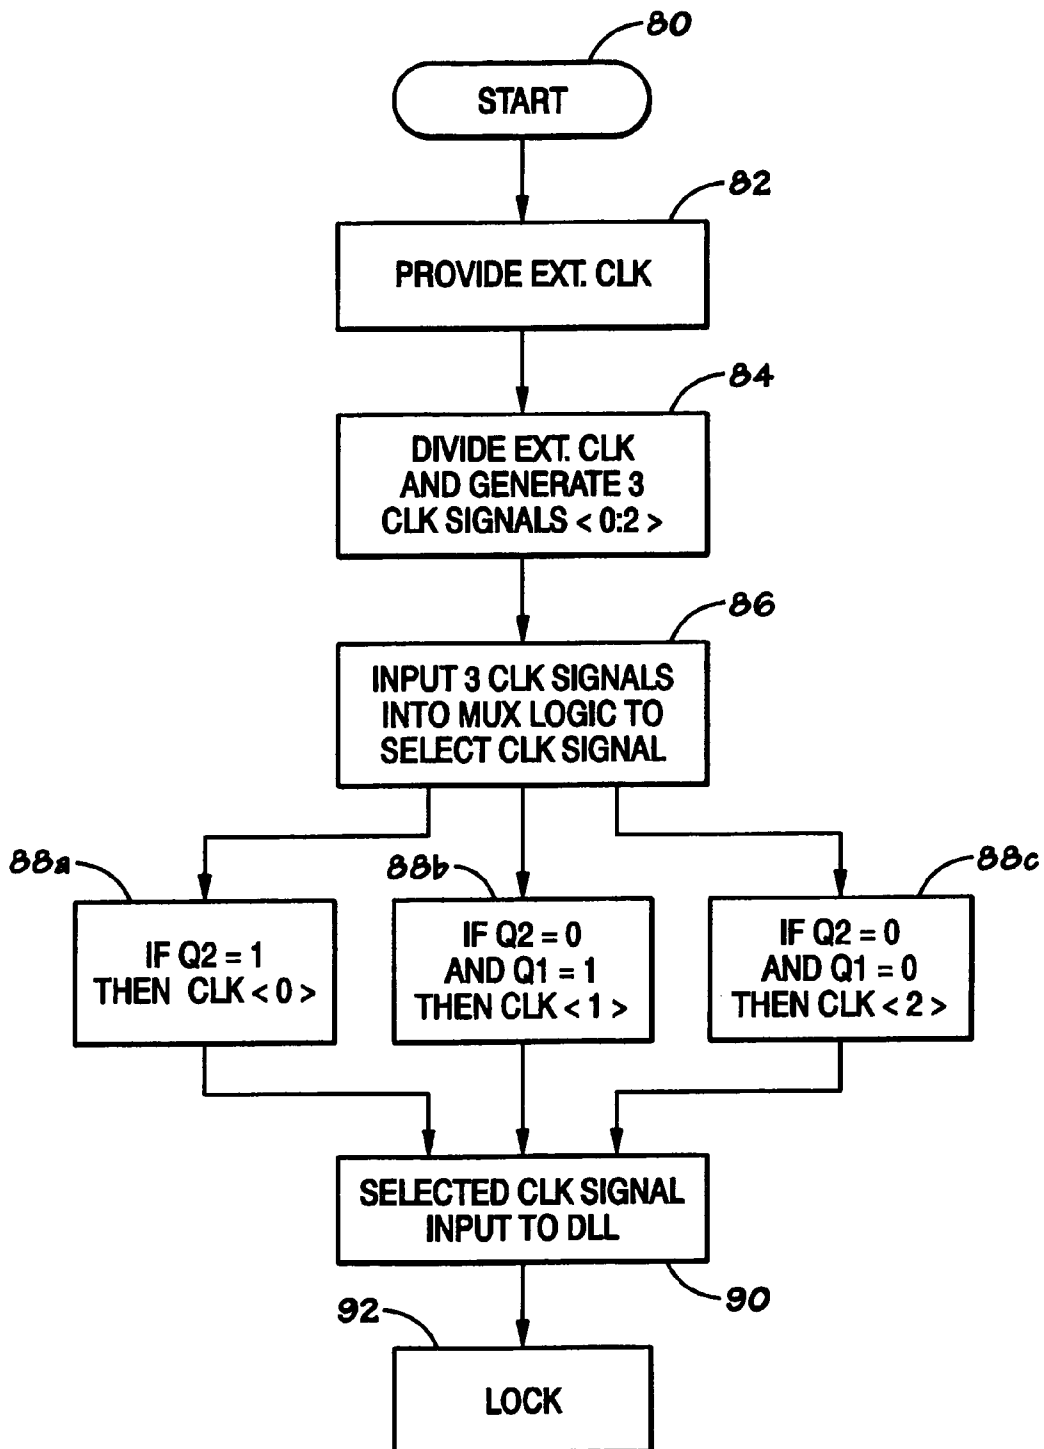 80
START
82
PROVIDE EXT. CLK
84
DIVIDE EXT. CLK
AND GENERATE 3
CLK SIGNALS < 0:2 >
86
INPUT 3 CLK SIGNALS
INTO MUX LOGIC TO
SELECT CLK SIGNAL
88a
IF Q2 = 1
THEN CLK < 0 >
88b
IF Q2 = 0
AND Q1 = 1
THEN CLK < 1 >
88c
IF Q2 = 0
AND Q1 = 0
THEN CLK < 2 >
SELECTED CLK SIGNAL
INPUT TO DLL
90
92
LOCK